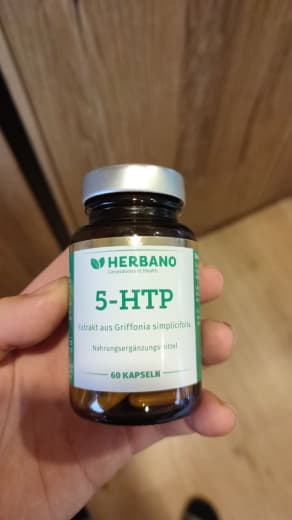 HERBANO
Generations of Health
5-HTP
Extrakt aus Griffonia simplicifolia
Nahrungsergänzungsmittel
60 KAPSELN